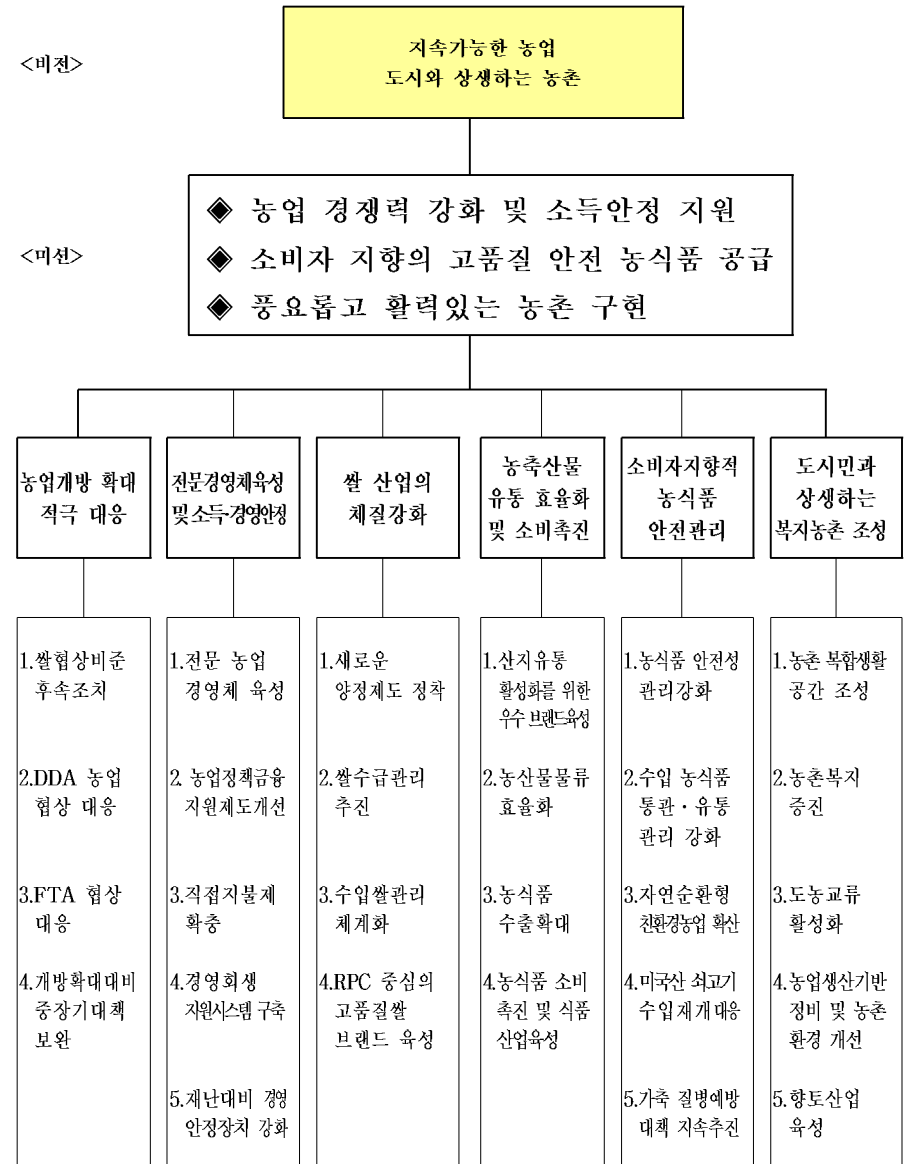 <비전>
지속가능한 농업
도시와 상생하는 농촌
<미션>
◈ 농업 경쟁력 강화 및 소득안정 지원
◈ 소비자 지향의 고품질 안전 농식품 공급
◈ 풍요롭고 활력있는 농촌 구현
농업개방 확대
적극 대응
전문경영체육성
및 소득·경영안정
쌀 산업의
체질강화
농축산물
유통 효율화
및 소비촉진
소비자지향적
농식품
안전관리
도시민과
상생하는
복지농촌 조성
1.쌀협상비준
후속조치
2.DDA 농업
협상 대응
3.FTA 협상
대응
4.개방확대대비
중장기대책
보완
1.전문 농업
경영체 육성
2. 농업정책금융
지원제도개선
3.직접지불제
확충
4.경영회생
지원시스템 구축
5.재난대비 경영
안정장치 강화
1.새로운
양정제도 정착
2.쌀수급관리
추진
3.수입쌀관리
체계화
4.RPC 중심의
고품질쌀
브랜드 육성
1.산지유통
활성화를 위한
우수 브랜드육성
2.농산물물류
효율화
3.농식품
수출확대
4.농식품 소비
촉진 및 식품
산업육성
1.농식품 안전성
관리강화
2.수입 농식품
통관·유통
관리 강화
3.자연순환형
친환경농업 확산
4.미국산 쇠고기
수입재개대응
5.가축 질병예방
대책 지속추진
1.농촌 복합생활
공간 조성
2.농촌복지
증진
3.도농교류
활성화
4.농업생산기반
정비 및 농촌
환경 개선
5.향토산업
육성